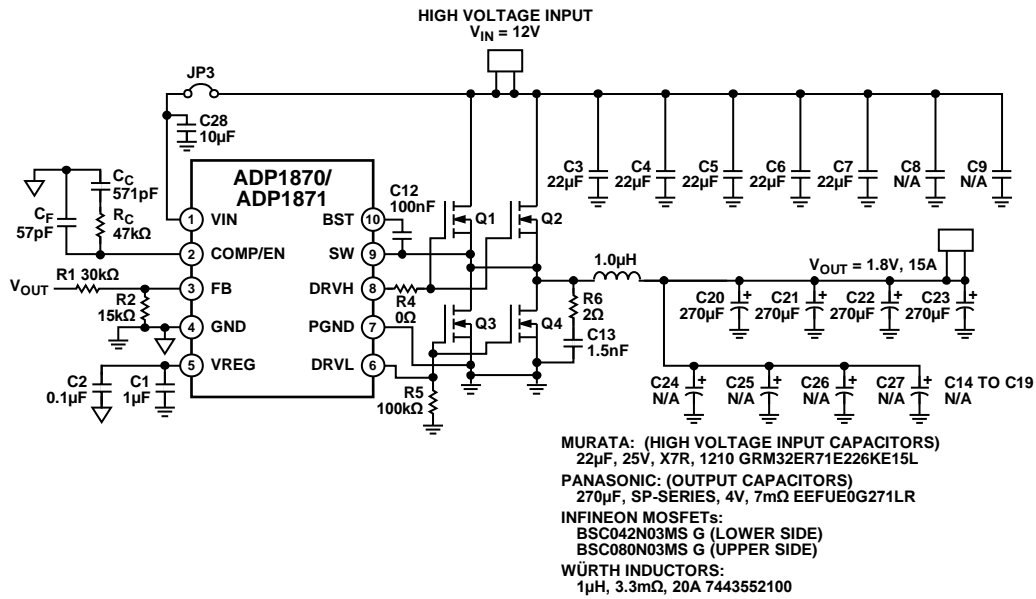 HIGH VOLTAGE INPUT
VIN = 12V
JP3
C28
10µF
C3
22µF
C4
22µF
C5
22µF
C6
22µF
C7
22µF
C8
N/A
C9
N/A
CC
571pF
CF
57pF
RC
47kΩ
ADP1870/
ADP1871
C12
100nF
1 VIN
BST 10
2 COMP/EN
SW 9
3 FB
DRVH 8
4 GND
PGND 7
5 VREG
DRVL 6
Q1
Q2
Q3
Q4
VOUT
R1 30kΩ
R2
15kΩ
R4
0Ω
1.0µH
R6
2Ω
C13
1.5nF
VOUT = 1.8V, 15A
C20
270µF
+
C21
270µF
+
C22
270µF
+
C23
270µF
+
C2
0.1µF
C1
1µF
R5
100kΩ
C24
N/A
+
C25
N/A
+
C26
N/A
+
C27
N/A
+
C14 TO C19
N/A
MURATA: (HIGH VOLTAGE INPUT CAPACITORS)
22µF, 25V, X7R, 1210 GRM32ER71E226KE15L
PANASONIC: (OUTPUT CAPACITORS)
270µF, SP-SERIES, 4V, 7mΩ EEFUE0G271LR
INFINEON MOSFETs:
BSC042N03MS G (LOWER SIDE)
BSC080N03MS G (UPPER SIDE)
WÜRTH INDUCTORS:
1µH, 3.3mΩ, 20A 7443552100